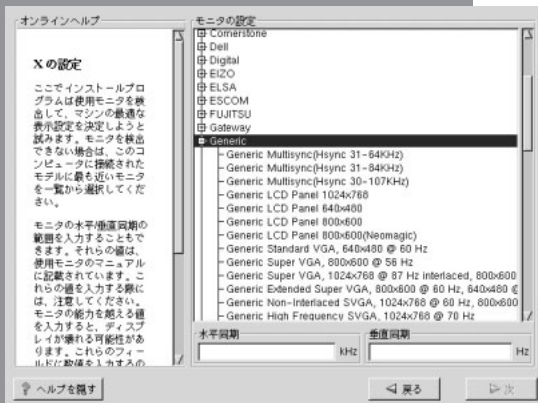 オンラインヘルプ
X の設定
ここでインストールプロ
グラムは使用モニタを検
出して、マシンの最適な
表示設定を決定しようと
試みます。モニタを検出
できない場合は、このコ
ンピュータに接続された
モデルに最も近いモニタ
を一覧から選択してくだ
さい。
モニタの水平/垂直同期の
範囲を入力することもで
きます。それらの値は、
使用モニタのマニュアル
に記載されています。こ
れらの値を入力する際に
は、注意してください。
モニタの能力を越える値
を入力すると、ディスプ
レイが壊れる可能性があ
ります。これらのフィー
ルドに数値を入力するの
モニタの設定
Cornerstone
Dell
Digital
EIZO
ELSA
ESCOM
FUJITSU
Gateway
Generic
Generic Multisync(Hsync 31-64KHz)
Generic Multisync(Hsync 31-84KHz)
Generic Multisync(Hsync 30-107KHz)
Generic LCD Panel 1024x768
Generic LCD Panel 640x480
Generic LCD Panel 800x600
Generic LCD Panel 800x600(Neomagic)
Generic Standard VGA, 640x480 @ 60 Hz
Generic Super VGA, 800x600 @ 56 Hz
Generic Super VGA, 1024x768 @ 87 Hz interlaced, 800x600
Generic Extended Super VGA, 800x600 @ 60 Hz, 640x480 @
Generic Non-Interlaced SVGA, 1024x768 @ 60 Hz, 800x600
Generic High Frequency SVGA, 1024x768 @ 70 Hz
水平同期
kHz
垂直同期
Hz
ヘルプを隠す
戻る
次